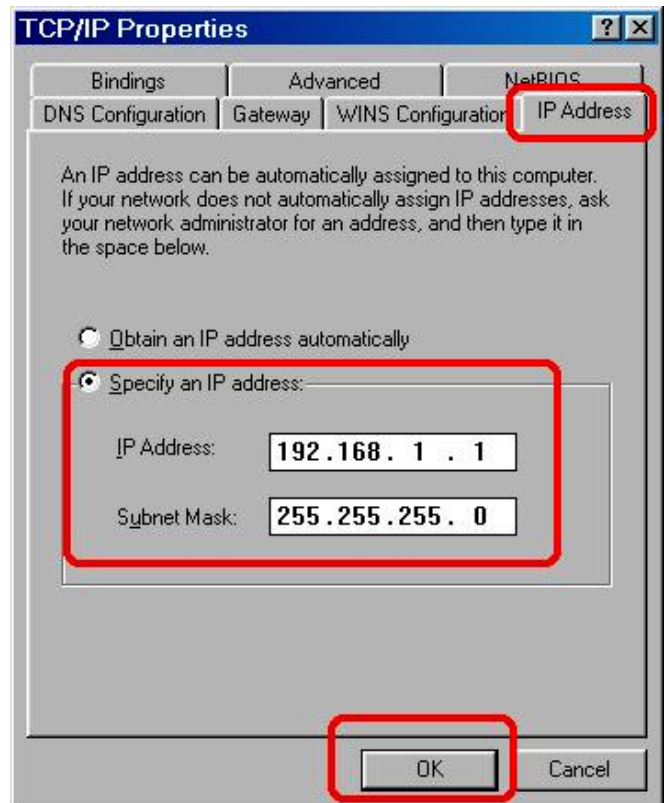 TCP/IP Properties
? X
Bindings Advanced NetBIOS
DNS Configuration Gateway WINS Configuration IP Address
An IP address can be automatically assigned to this computer.
If your network does not automatically assign IP addresses, ask
your network administrator for an address, and then type it in
the space below.
Obtain an IP address automatically
Specify an IP address:
IP Address: 192.168. 1 . 1
Subnet Mask: 255.255.255. 0
OK Cancel